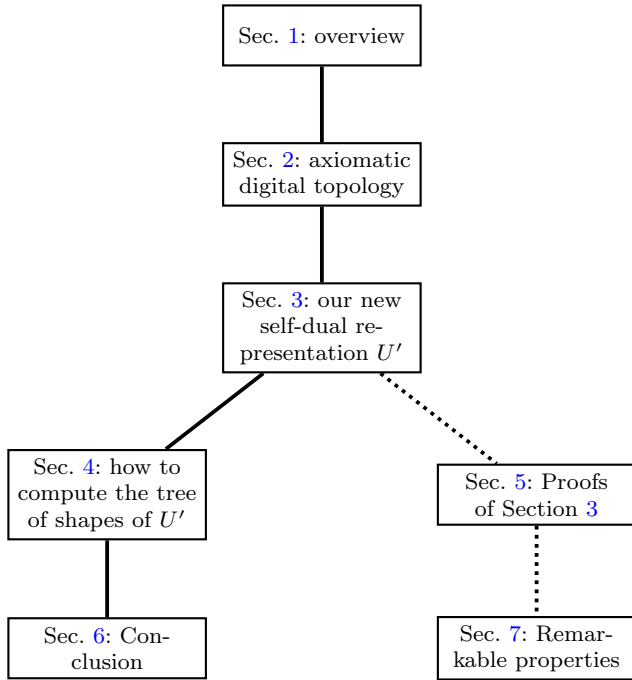 Sec. 1: overview
Sec. 2: axiomatic
digital topology
Sec. 3: our new
self-dual re-
presentation U′
Sec. 4: how to
compute the tree
of shapes of U′
Sec. 5: Proofs
of Section 3
Sec. 6: Con-
clusion
Sec. 7: Remar-
kable properties